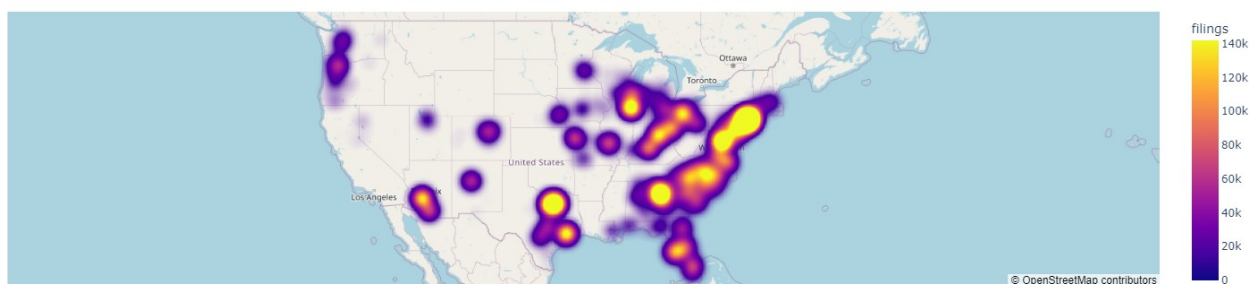 filings
140k
120k
100k
80k
60k
40k
20k
0
Ottawa
Toronto
United States
Los Angeles
© OpenStreetMap contributors